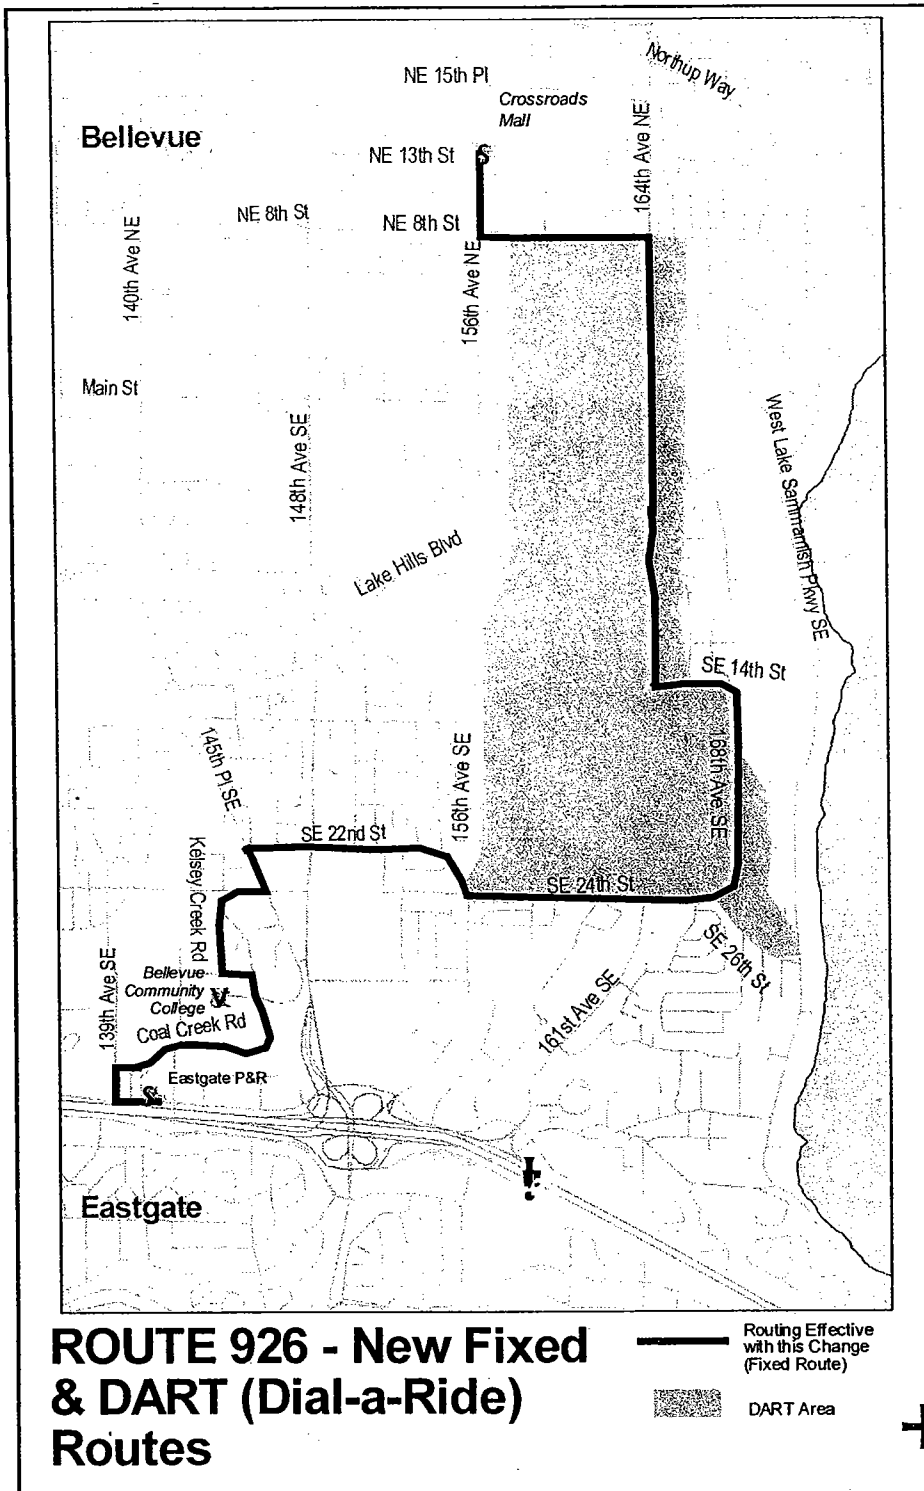 NE 15th Pl
Northup Way
Crossroads
Mall
Bellevue
NE 13th St
164th Ave NE
NE 8th St
NE 8th St
140th Ave NE
156th Ave NE
Main St
148th Ave SE
West Lake Sammamish Pkwy SE
Lake Hills Blvd
SE 14th St
145th Pl SE
156th Ave SE
168th Ave SE
SE 22nd St
Kelsey Creek Rd
SE 24th St
SE 26th St
139th Ave SE
Bellevue
Community
College
161st Ave SE
Coal Creek Rd
Eastgate P&R
Eastgate
ROUTE 926 - New Fixed
& DART (Dial-a-Ride)
Routes
Routing Effective
with this Change
(Fixed Route)
DART Area